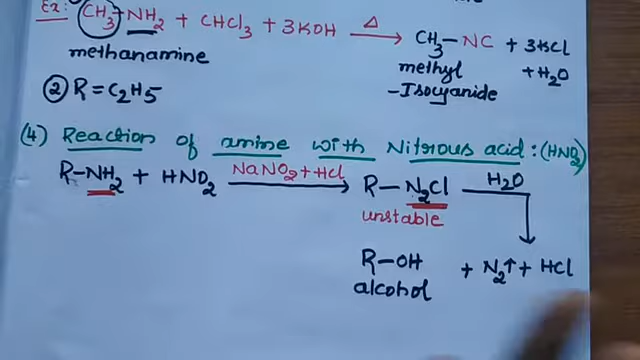 Ex: CH₃-NH₂ + CHCl₃ + 3KOH →(Δ) CH₃-NC + 3KCl
methanamine methyl + H₂O
-Isocyanide
② R = C₂H₅
(4) Reaction of amine with Nitrous acid: (HNO₂)
R-NH₂ + HNO₂ →(NaNO₂+HCl) R-N₂Cl →(H₂O)
unstable
R-OH + N₂↑ + HCl
alcohol